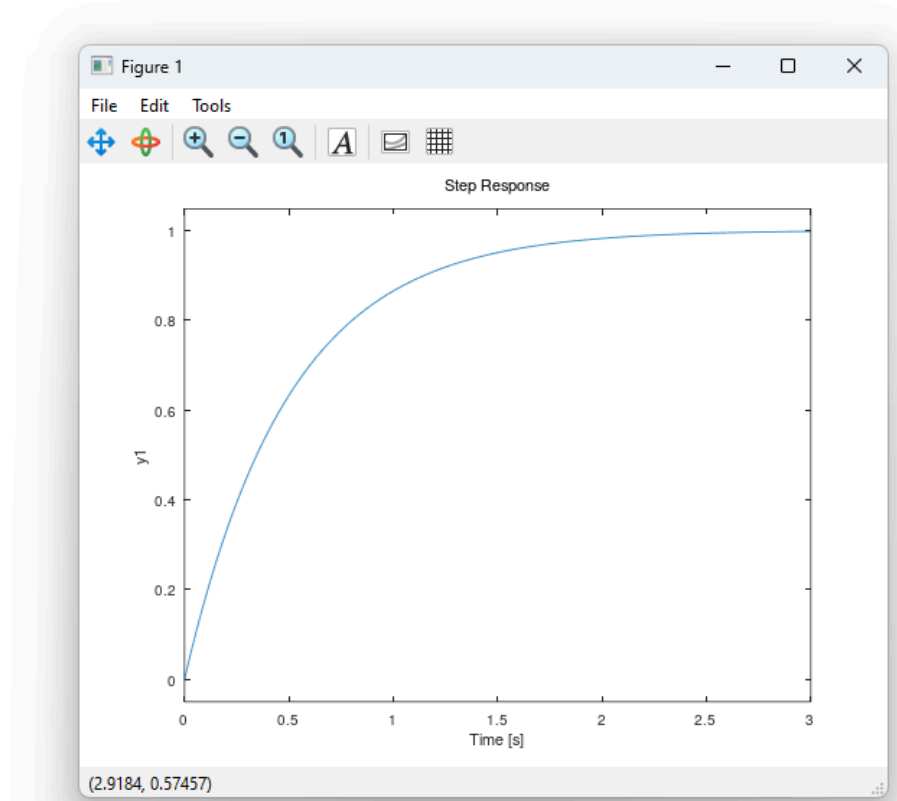 Figure 1
File Edit Tools
1 A
Step Response
1
0.8
0.6
0.4
0.2
0
y1
0 0.5 1 1.5 2 2.5 3
Time [s]
(2.9184, 0.57457)